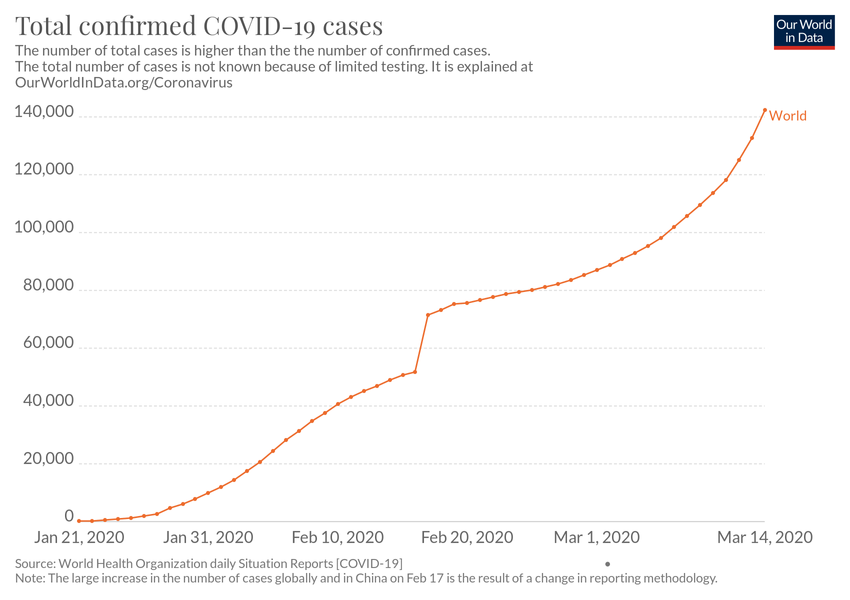 Total confirmed COVID-19 cases
Our World
in Data
The number of total cases is higher than the the number of confirmed cases.
The total number of cases is not known because of limited testing. It is explained at
OurWorldInData.org/Coronavirus
140,000
World
120,000
100,000
80,000
60,000
40,000
20,000
0
Jan 21, 2020 Jan 31, 2020 Feb 10, 2020 Feb 20, 2020 Mar 1, 2020 Mar 14, 2020
Source: World Health Organization daily Situation Reports [COVID-19]
Note: The large increase in the number of cases globally and in China on Feb 17 is the result of a change in reporting methodology.